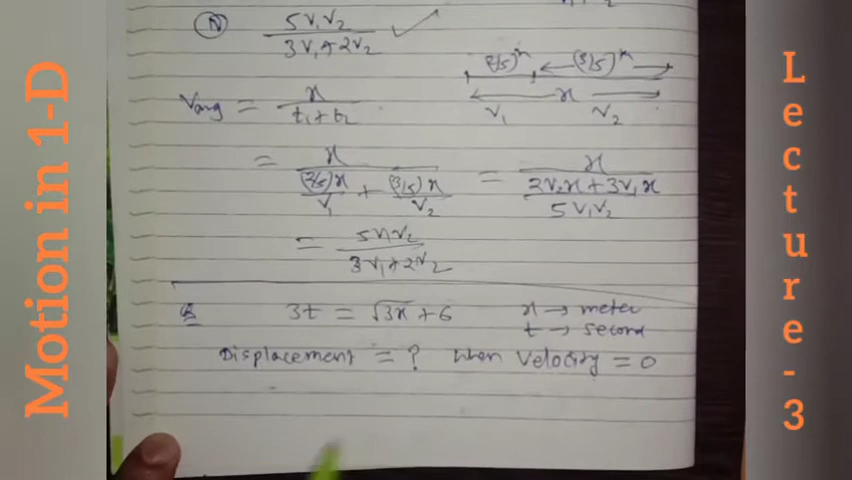 Motion in 1-D
Lecture-3
(iv) 5v₁v₂ / 3v₁+2v₂ ✓
(2/5)x (3/5)x
x
v₁ v₂
Vavg = x / t₁+t₂
= x / ((2/5)x / v₁ + (3/5)x / v₂) = x / ((2v₂x+3v₁x) / 5v₁v₂)
= 5v₁v₂ / 3v₁+2v₂
Q 3t = √3x + 6 x → meter
t → second
Displacement = ? when velocity = 0